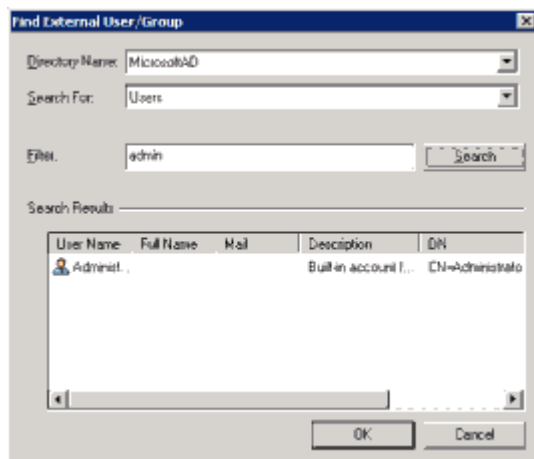 Find External User/Group
Directory Name: MicrosoftAD
Search For: Users
Filter: admin Search
Search Results
User Name Full Name Mail Description DN
Administ... Built-in account f... CN=Administrato
OK Cancel